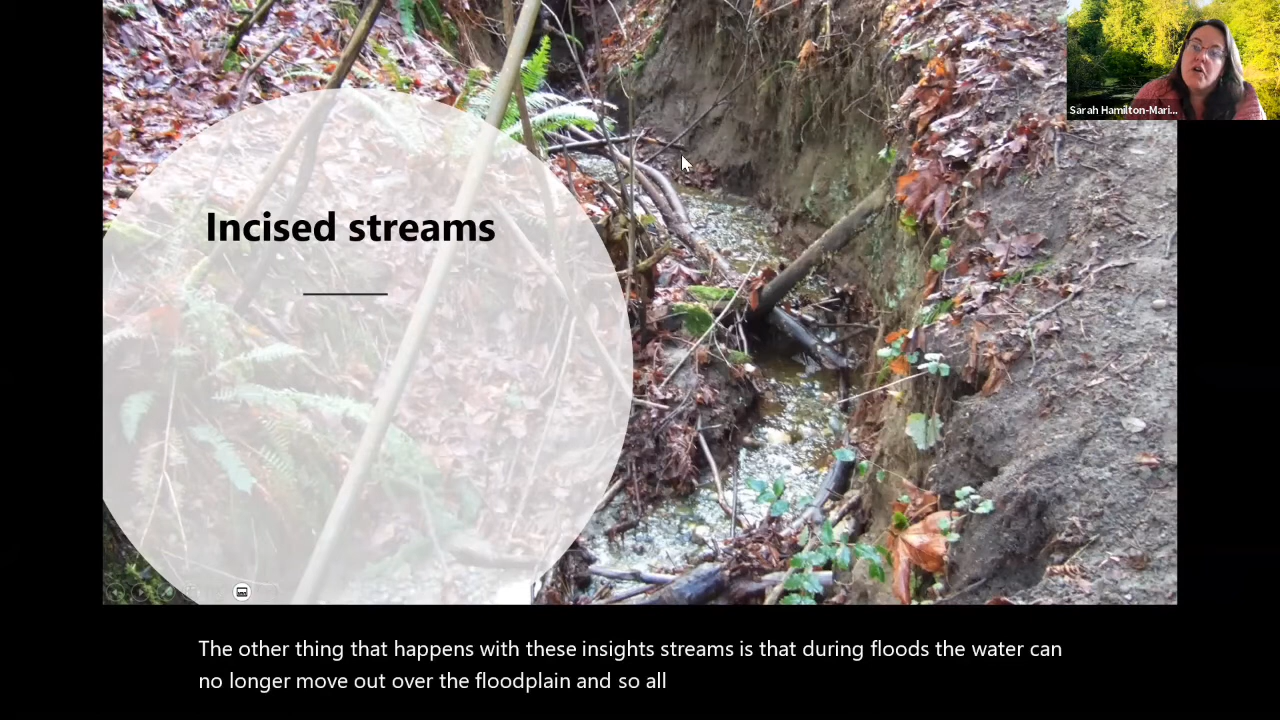 Sarah Hamilton-Mari...
Incised streams
The other thing that happens with these insights streams is that during floods the water can
no longer move out over the floodplain and so all